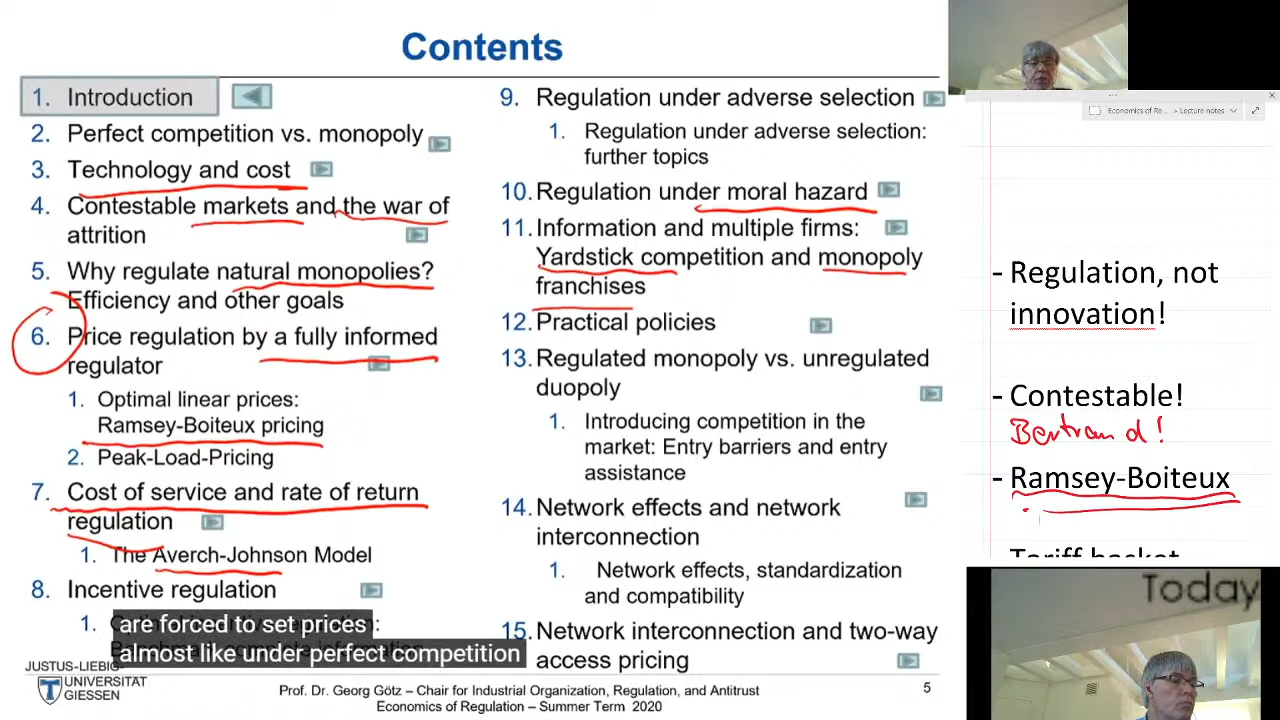 Contents
1. Introduction
2. Perfect competition vs. monopoly
3. Technology and cost
4. Contestable markets and the war of
attrition
5. Why regulate natural monopolies?
Efficiency and other goals
6. Price regulation by a fully informed
regulator
1. Optimal linear prices:
Ramsey-Boiteux pricing
2. Peak-Load-Pricing
7. Cost of service and rate of return
regulation
1. The Averch-Johnson Model
8. Incentive regulation
1.
are forced to set prices
almost like under perfect competition
9. Regulation under adverse selection
1. Regulation under adverse selection:
further topics
10. Regulation under moral hazard
11. Information and multiple firms:
Yardstick competition and monopoly
franchises
12. Practical policies
13. Regulated monopoly vs. unregulated
duopoly
1. Introducing competition in the
market: Entry barriers and entry
assistance
14. Network effects and network
interconnection
1. Network effects, standardization
and compatibility
15. Network interconnection and two-way
access pricing
JUSTUS-LIEBIG-
UNIVERSITÄT
GIESSEN
Prof. Dr. Georg Götz – Chair for Industrial Organization, Regulation, and Antitrust
Economics of Regulation – Summer Term 2020
5
Economics of Re... > Lecture notes
- Regulation, not
innovation!
- Contestable!
Bertrand!
- Ramsey-Boiteux
Tariff basket
Today